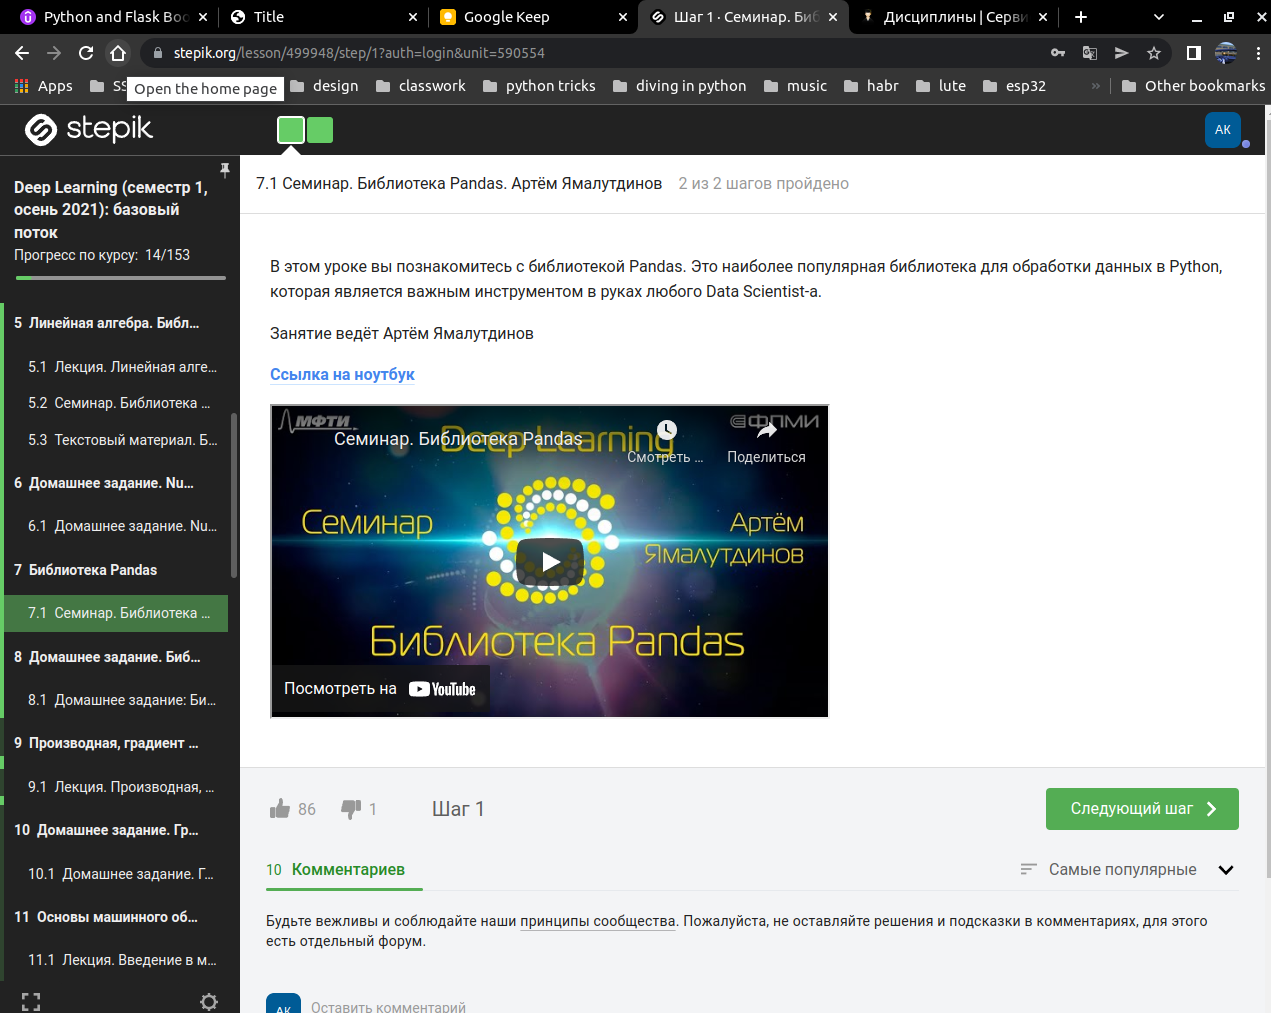 Python and Flask Boo
Title
Google Keep
Шаг 1 · Семинар. Биб
Дисциплины | Серви
stepik.org/lesson/499948/step/1?auth=login&unit=590554
Apps
SS
design
classwork
python tricks
diving in python
music
habr
lute
esp32
»
Other bookmarks
Open the home page
stepik
АК
Deep Learning (семестр 1,
осень 2021): базовый
поток
Прогресс по курсу: 14/153
5 Линейная алгебра. Библ...
5.1 Лекция. Линейная алге...
5.2 Семинар. Библиотека ...
5.3 Текстовый материал. Б...
6 Домашнее задание. Nu...
6.1 Домашнее задание. Nu...
7 Библиотека Pandas
7.1 Семинар. Библиотека ...
8 Домашнее задание. Биб...
8.1 Домашнее задание: Би...
9 Производная, градиент ...
9.1 Лекция. Производная, ...
10 Домашнее задание. Гр...
10.1 Домашнее задание. Г...
11 Основы машинного об...
11.1 Лекция. Введение в м...
7.1 Семинар. Библиотека Pandas. Артём Ямалутдинов 2 из 2 шагов пройдено
В этом уроке вы познакомитесь с библиотекой Pandas. Это наиболее популярная библиотека для обработки данных в Python,
которая является важным инструментом в руках любого Data Scientist-а.
Занятие ведёт Артём Ямалутдинов
Ссылка на ноутбук
МФТИ
ФПМИ
Семинар. Библиотека Pandas
Deep Learning
Смотреть ...
Поделиться
Семинар
Артём
Ямалутдинов
Библиотека Pandas
Посмотреть на YouTube
86
1
Шаг 1
Следующий шаг
10 Комментариев
Самые популярные
Будьте вежливы и соблюдайте наши принципы сообщества. Пожалуйста, не оставляйте решения и подсказки в комментариях, для этого
есть отдельный форум.
АК
Оставить комментарий